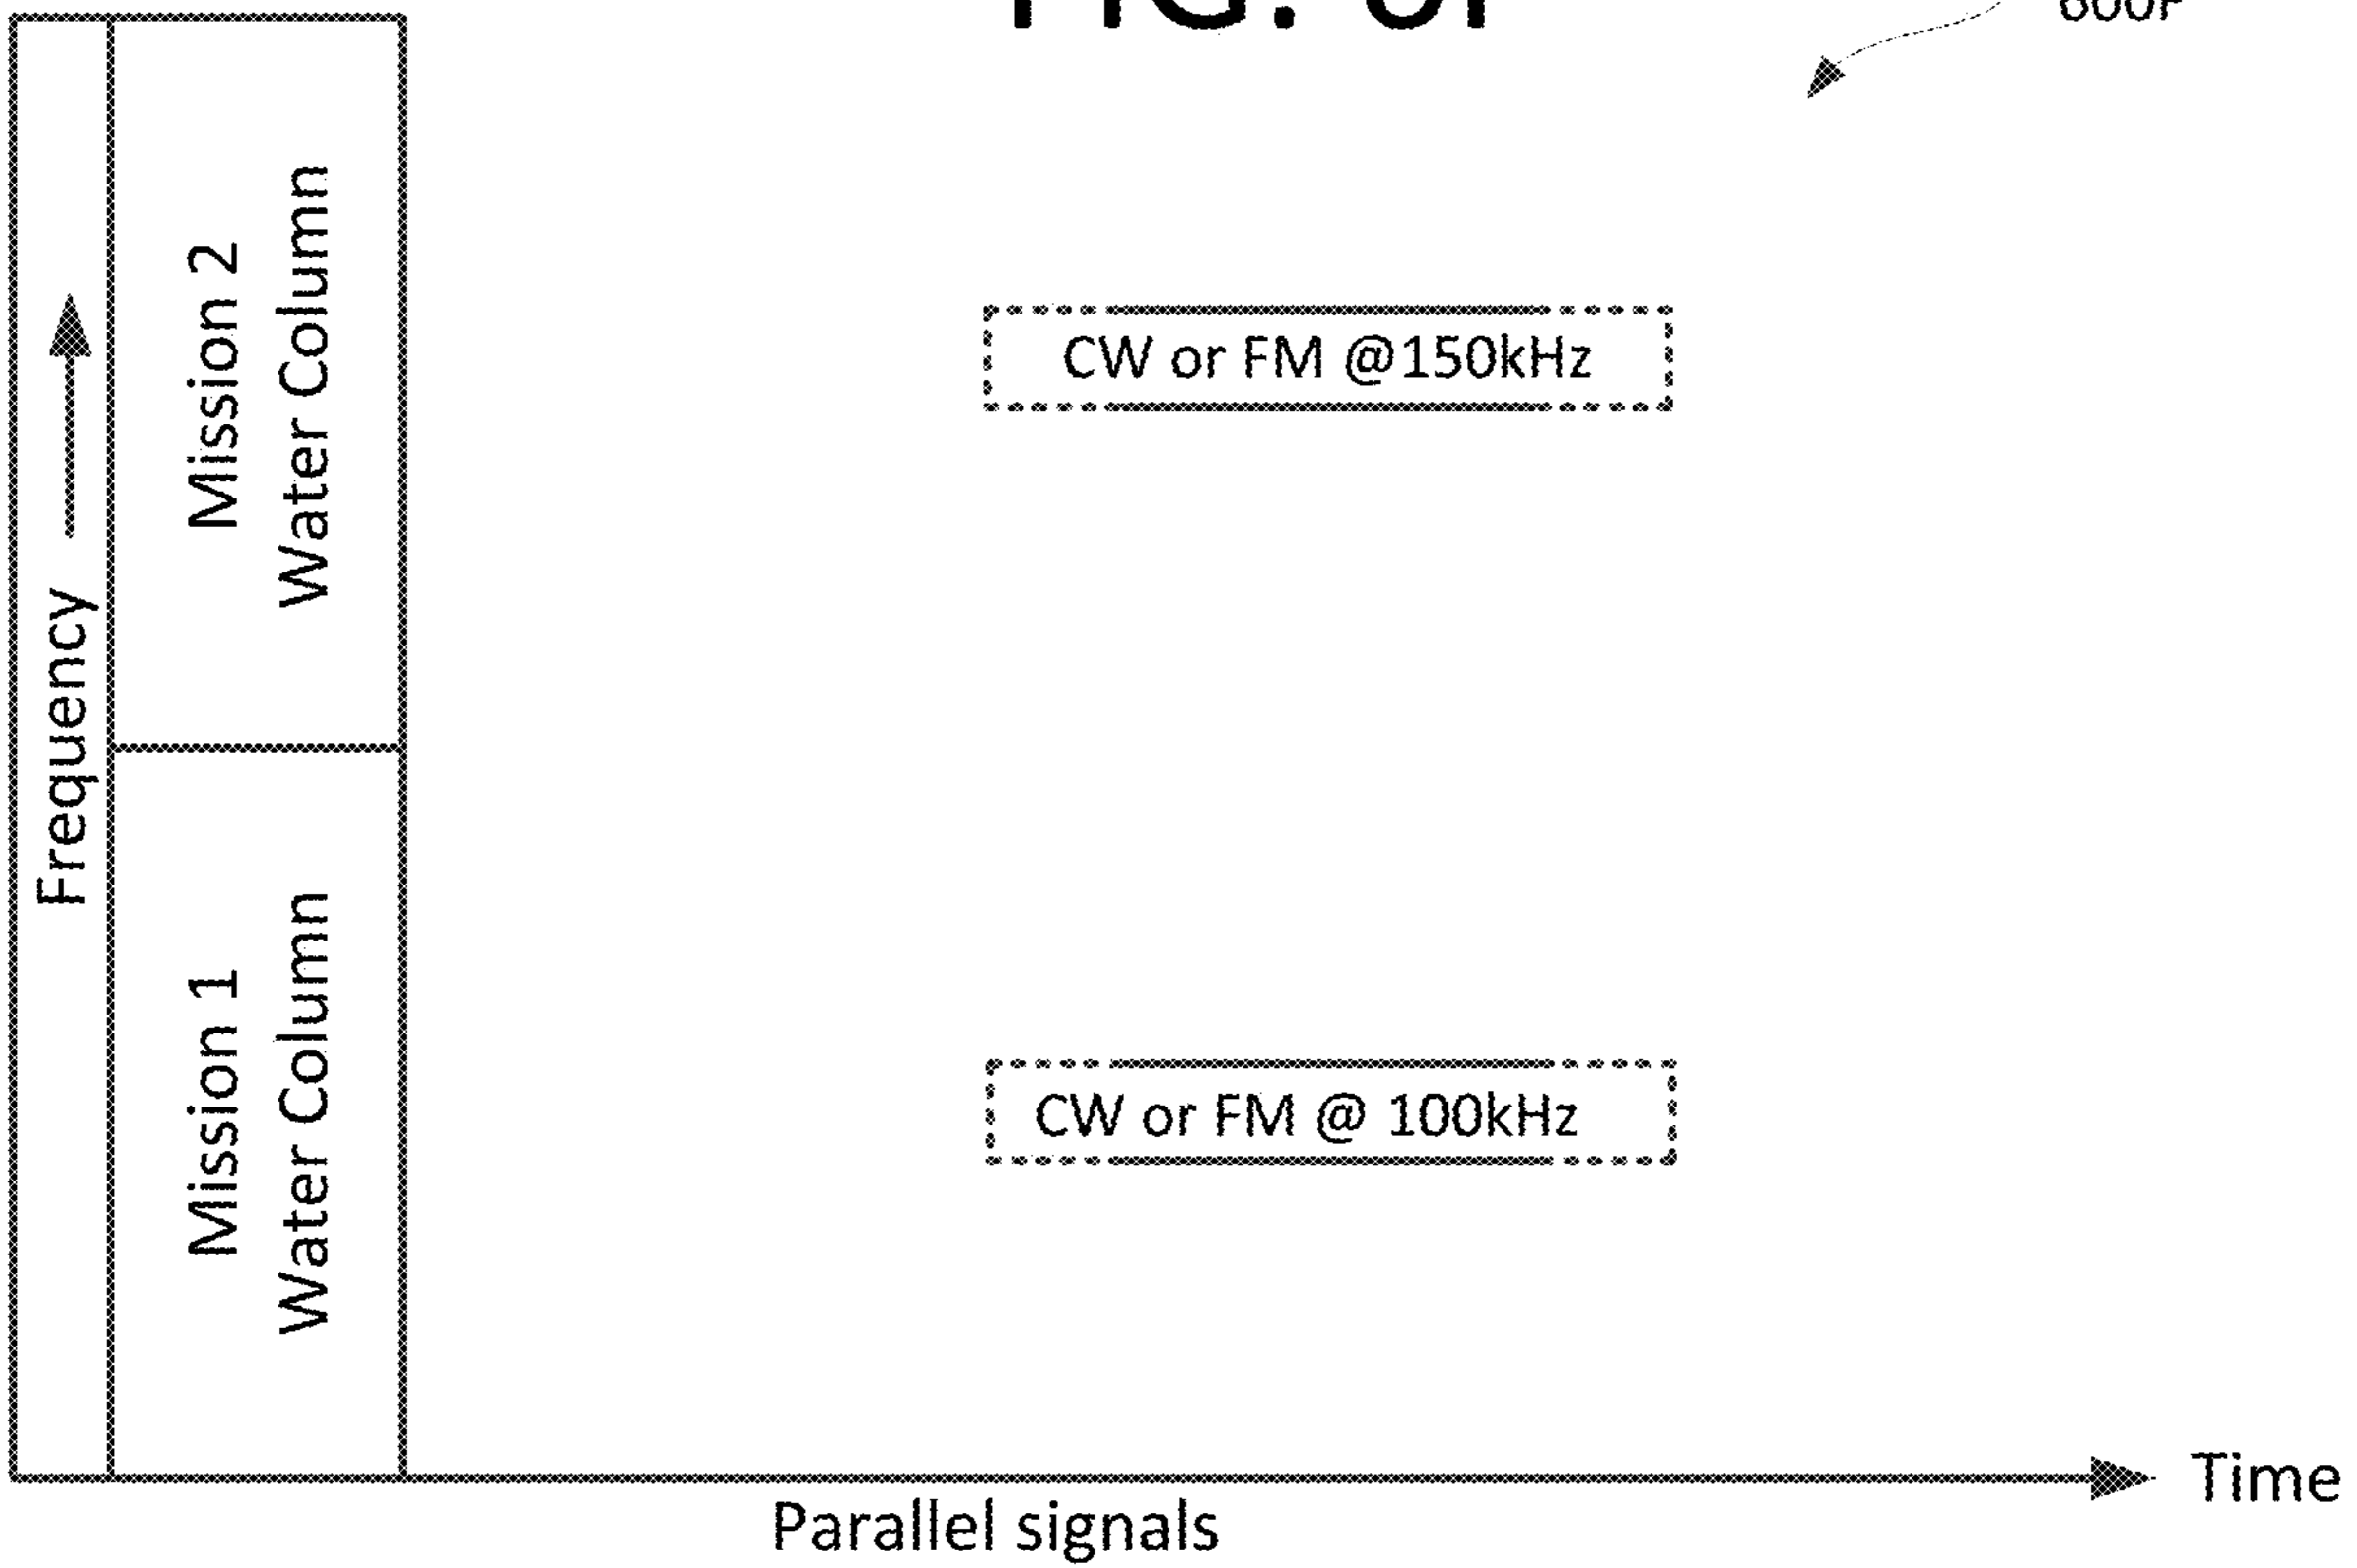 Frequency
Mission 2
Water Column
CW or FM @150kHz
Mission 1
Water Column
CW or FM @ 100kHz
Time
Parallel signals